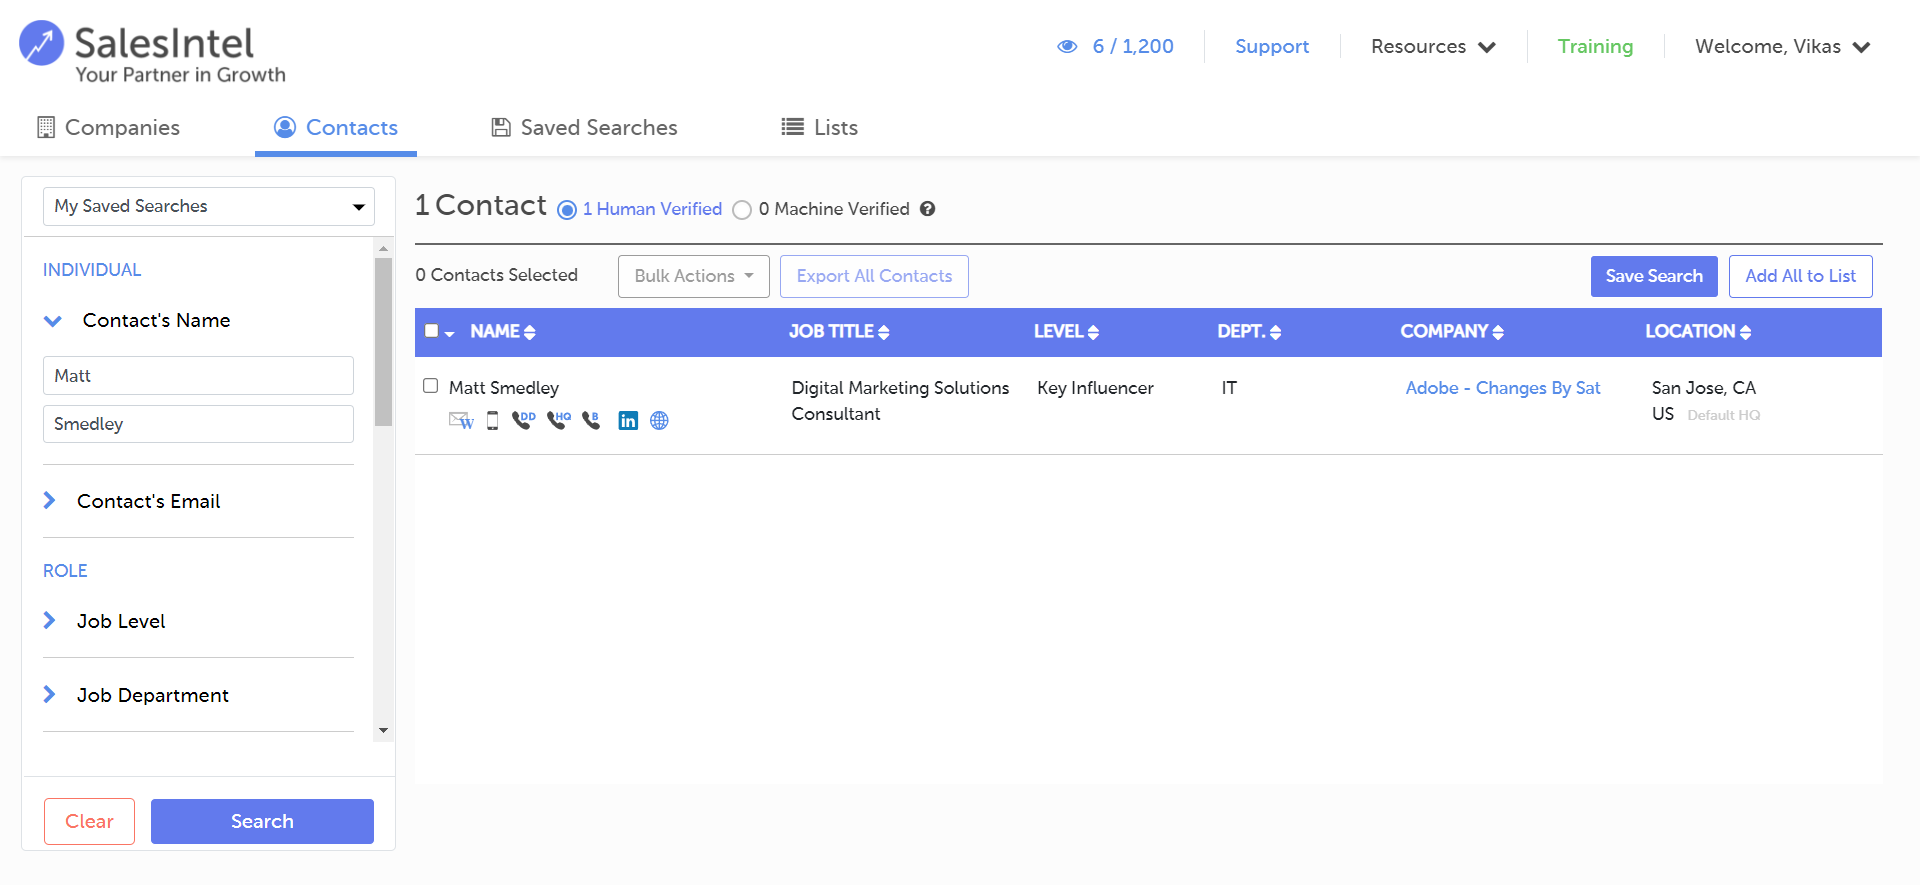 SalesIntel
Your Partner in Growth
6 / 1,200
Support
Resources
Training
Welcome, Vikas
Companies
Contacts
Saved Searches
Lists
My Saved Searches
INDIVIDUAL
Contact's Name
Matt
Smedley
Contact's Email
ROLE
Job Level
Job Department
Clear
Search
1 Contact
1 Human Verified
0 Machine Verified
?
0 Contacts Selected
Bulk Actions
Export All Contacts
Save Search
Add All to List
NAME
JOB TITLE
LEVEL
DEPT.
COMPANY
LOCATION
Matt Smedley
W
DD
HQ
B
in
Digital Marketing Solutions
Consultant
Key Influencer
IT
Adobe - Changes By Sat
San Jose, CA
US Default HQ